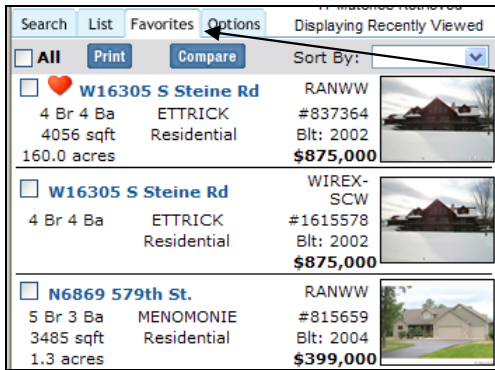 Search List Favorites Options
17 Matches Retrieved
Displaying Recently Viewed
All Print Compare Sort By:
W16305 S Steine Rd RANWW
4 Br 4 Ba ETTRICK #837364
4056 sqft Residential Blt: 2002
160.0 acres $875,000
W16305 S Steine Rd WIREX-
SCW
4 Br 4 Ba ETTRICK #1615578
Residential Blt: 2002
$875,000
N6869 579th St. RANWW
5 Br 3 Ba MENOMONIE #815659
3485 sqft Residential Blt: 2004
1.3 acres $399,000